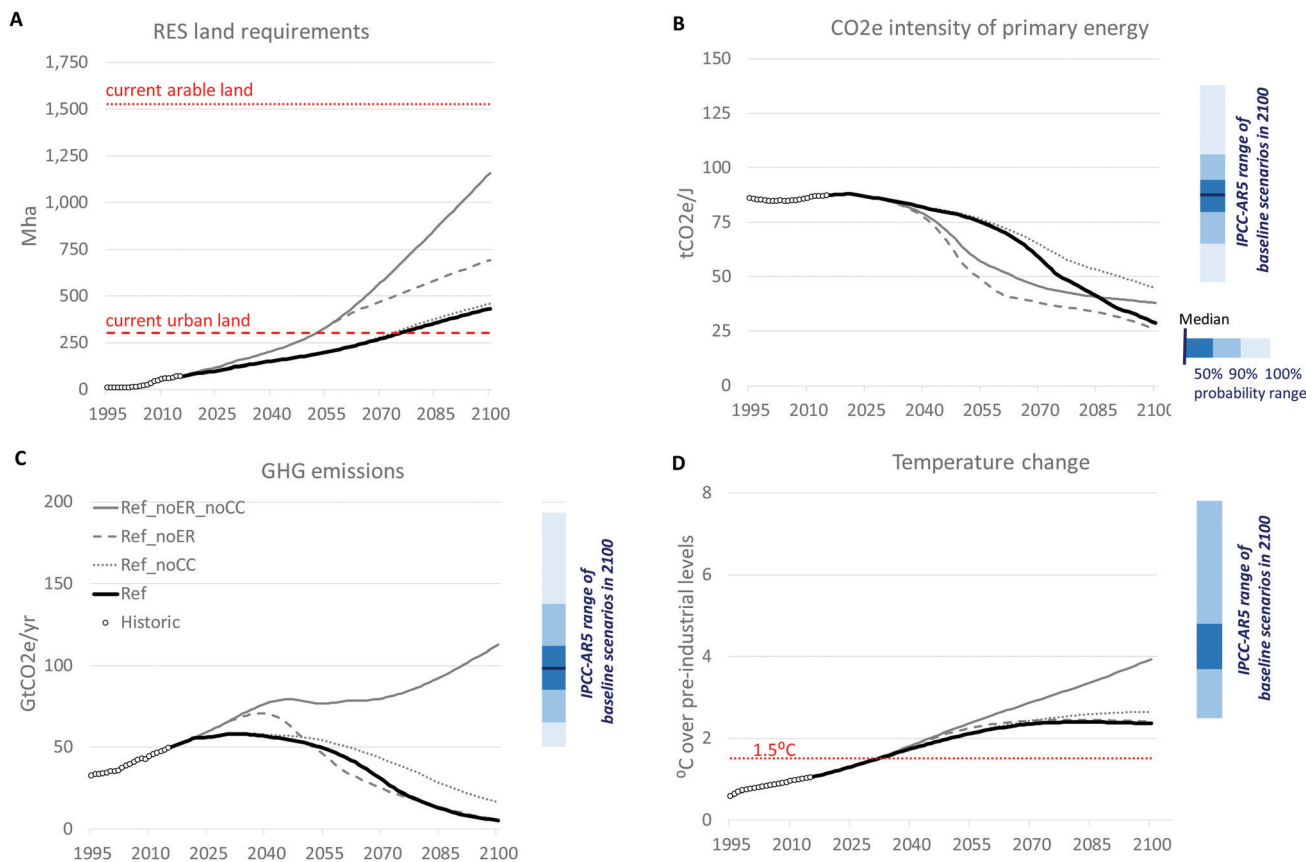 A
RES land requirements
1,750
1,500
1,250
1,000
750
500
250
0
Mha
current arable land
current urban land
1995 2010 2025 2040 2055 2070 2085 2100
B
CO2e intensity of primary energy
150
125
100
75
50
25
0
tCO2e/J
1995 2010 2025 2040 2055 2070 2085 2100
IPCC-AR5 range of
baseline scenarios in 2100
Median
50% 90% 100%
probability range
C
GHG emissions
200
150
100
50
0
GtCO2e/yr
Ref_noER_noCC
Ref_noER
Ref_noCC
Ref
Historic
1995 2010 2025 2040 2055 2070 2085 2100
IPCC-AR5 range of
baseline scenarios in 2100
D
Temperature change
8
6
4
2
0
ºC over pre-industrial levels
1.5ºC
1995 2010 2025 2040 2055 2070 2085 2100
IPCC-AR5 range of
baseline scenarios in 2100